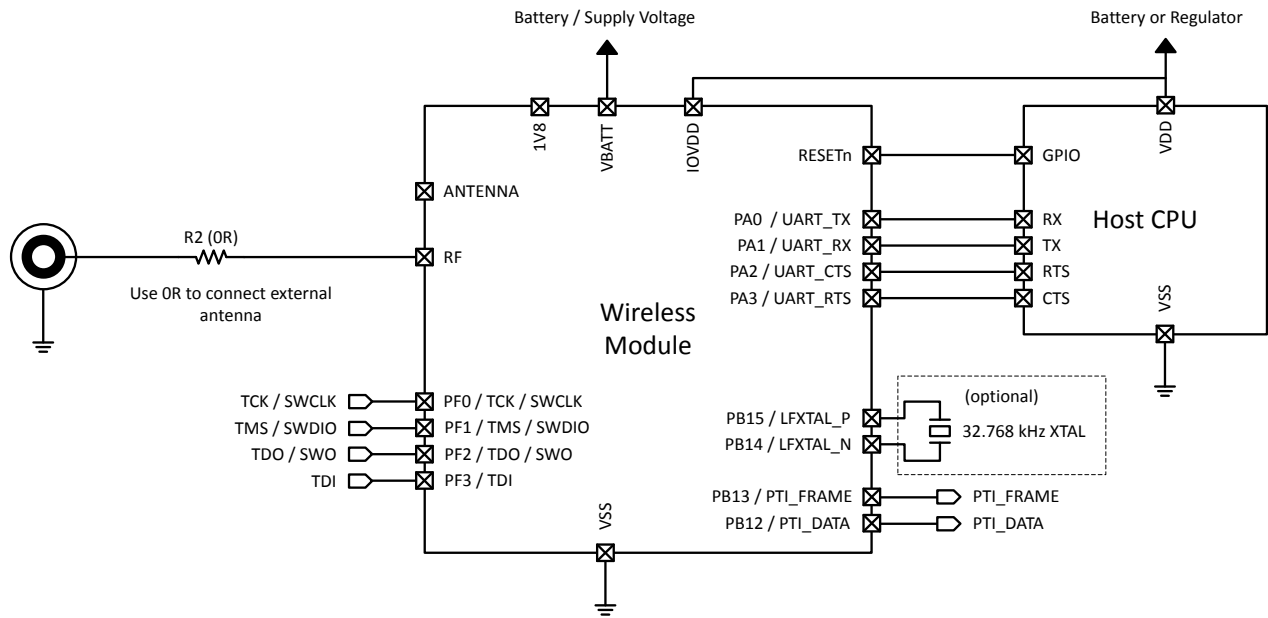 Battery / Supply Voltage
Battery or Regulator
1V8
VBATT
IOVDD
VDD
RESETn
GPIO
ANTENNA
R2 (0R)
RF
Use 0R to connect external
antenna
PA0 / UART_TX
RX
PA1 / UART_RX
TX
PA2 / UART_CTS
RTS
PA3 / UART_RTS
CTS
Host CPU
VSS
Wireless
Module
TCK / SWCLK
PF0 / TCK / SWCLK
TMS / SWDIO
PF1 / TMS / SWDIO
TDO / SWO
PF2 / TDO / SWO
TDI
PF3 / TDI
PB15 / LFXTAL_P
PB14 / LFXTAL_N
(optional)
32.768 kHz XTAL
PB13 / PTI_FRAME
PTI_FRAME
PB12 / PTI_DATA
PTI_DATA
VSS